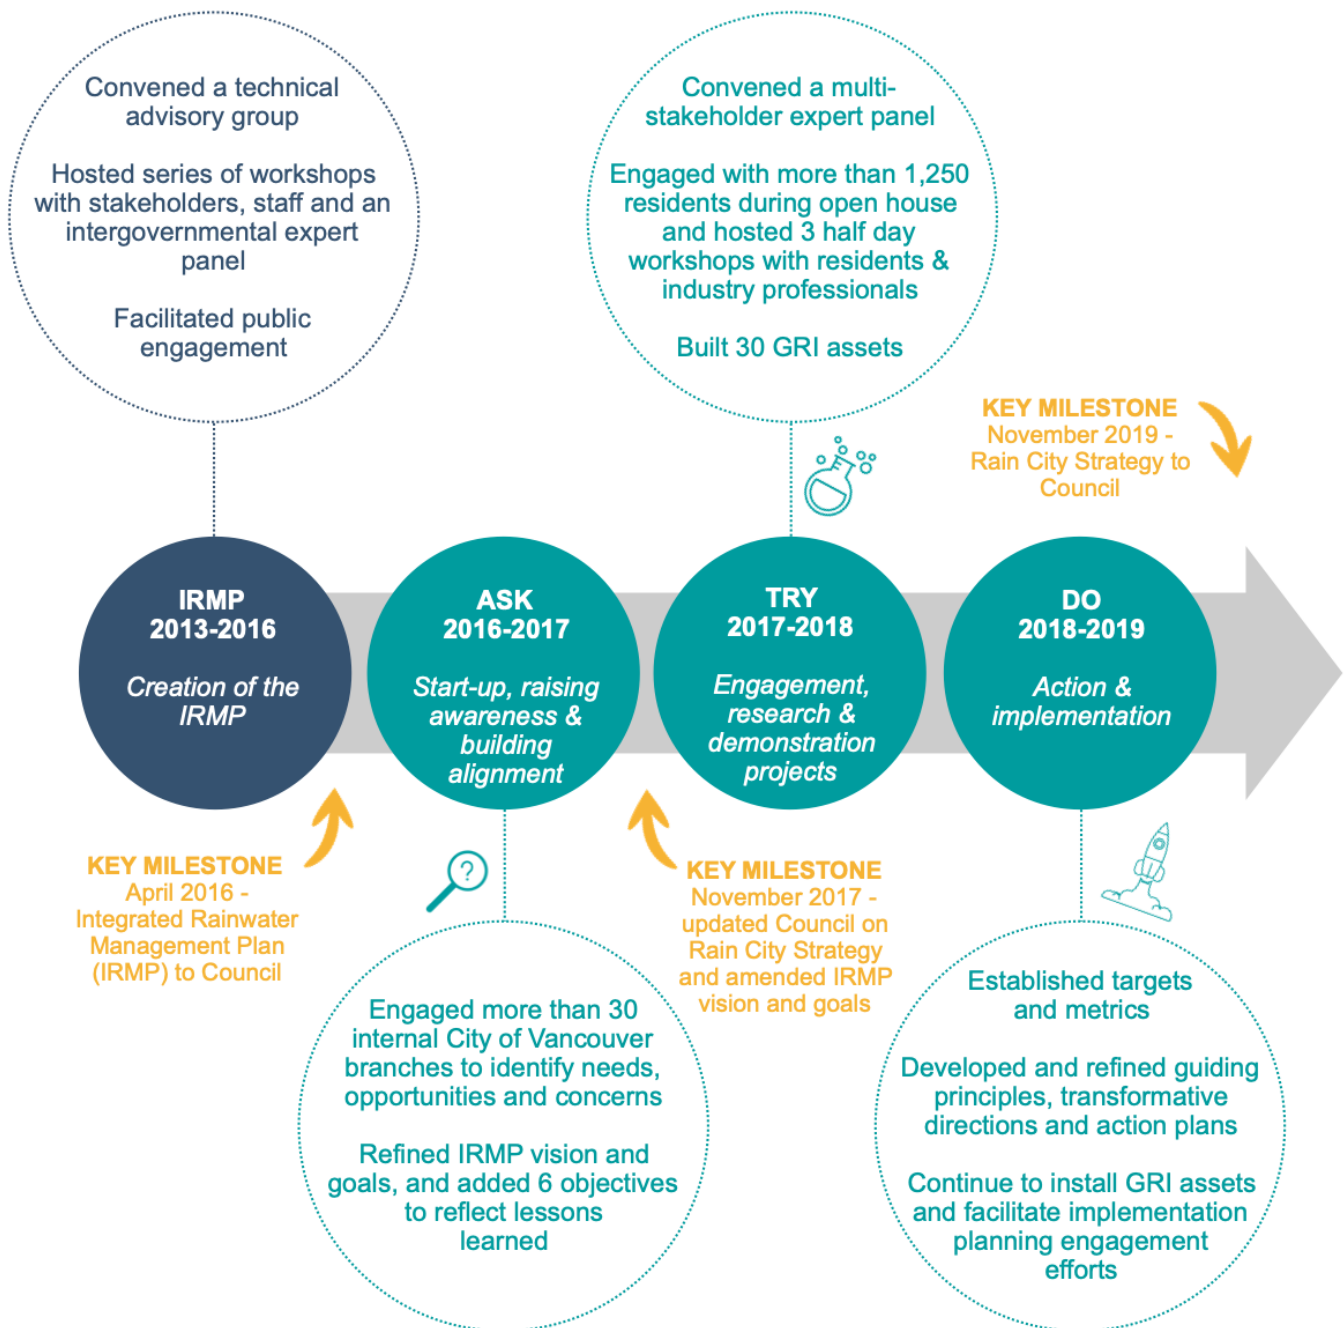 Convened a technical
advisory group
Hosted series of workshops
with stakeholders, staff and an
intergovernmental expert
panel
Facilitated public
engagement
Convened a multi-
stakeholder expert panel
Engaged with more than 1,250
residents during open house
and hosted 3 half day
workshops with residents &
industry professionals
Built 30 GRI assets
KEY MILESTONE
November 2019 -
Rain City Strategy to
Council
IRMP
2013-2016
Creation of the
IRMP
ASK
2016-2017
Start-up, raising
awareness &
building
alignment
TRY
2017-2018
Engagement,
research &
demonstration
projects
DO
2018-2019
Action &
implementation
KEY MILESTONE
April 2016 -
Integrated Rainwater
Management Plan
(IRMP) to Council
?
KEY MILESTONE
November 2017 -
updated Council on
Rain City Strategy
and amended IRMP
vision and goals
Engaged more than 30
internal City of Vancouver
branches to identify needs,
opportunities and concerns
Refined IRMP vision and
goals, and added 6 objectives
to reflect lessons
learned
Established targets
and metrics
Developed and refined guiding
principles, transformative
directions and action plans
Continue to install GRI assets
and facilitate implementation
planning engagement
efforts